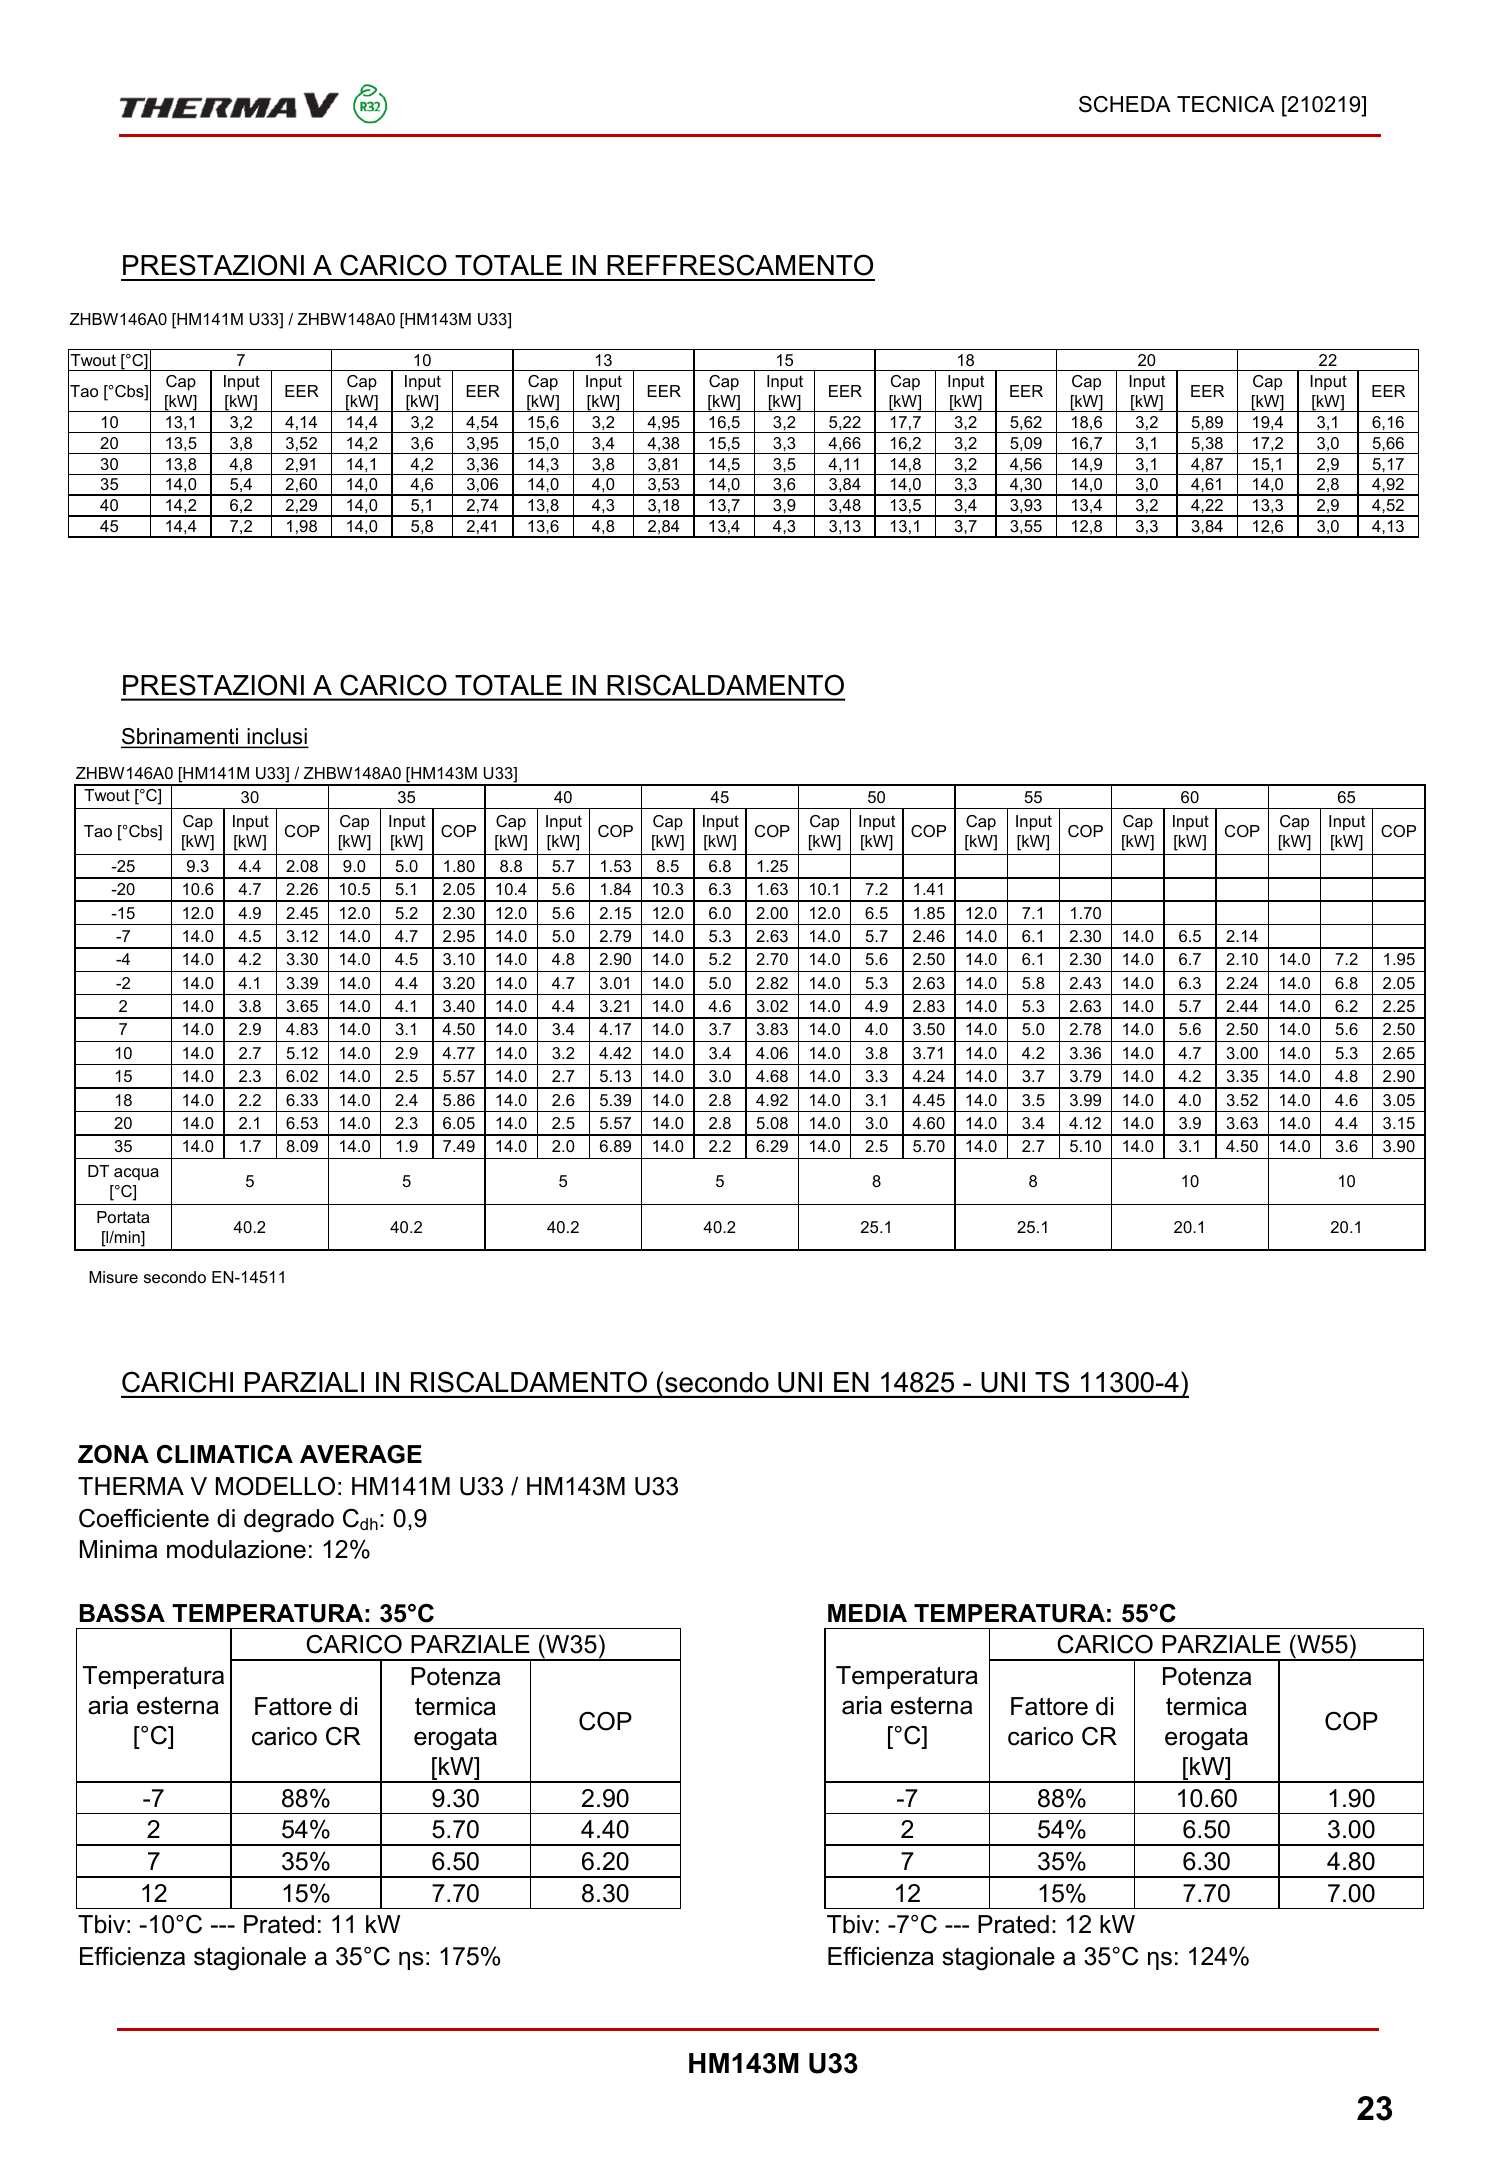 THERMA V R32
SCHEDA TECNICA [210219]
PRESTAZIONI A CARICO TOTALE IN REFFRESCAMENTO
ZHBW146A0 [HM141M U33] / ZHBW148A0 [HM143M U33]
Twout [°C] 7 10 13 15 18 20 22
Tao [°Cbs] Cap [kW] Input [kW] EER Cap [kW] Input [kW] EER Cap [kW] Input [kW] EER Cap [kW] Input [kW] EER Cap [kW] Input [kW] EER Cap [kW] Input [kW] EER Cap [kW] Input [kW] EER
10 13,1 3,2 4,14 14,4 3,2 4,54 15,6 3,2 4,95 16,5 3,2 5,22 17,7 3,2 5,62 18,6 3,2 5,89 19,4 3,1 6,16
20 13,5 3,8 3,52 14,2 3,6 3,95 15,0 3,4 4,38 15,5 3,3 4,66 16,2 3,2 5,09 16,7 3,1 5,38 17,2 3,0 5,66
30 13,8 4,8 2,91 14,1 4,2 3,36 14,3 3,8 3,81 14,5 3,5 4,11 14,8 3,2 4,56 14,9 3,1 4,87 15,1 2,9 5,17
35 14,0 5,4 2,60 14,0 4,6 3,06 14,0 4,0 3,53 14,0 3,6 3,84 14,0 3,3 4,30 14,0 3,0 4,61 14,0 2,8 4,92
40 14,2 6,2 2,29 14,0 5,1 2,74 13,8 4,3 3,18 13,7 3,9 3,48 13,5 3,4 3,93 13,4 3,2 4,22 13,3 2,9 4,52
45 14,4 7,2 1,98 14,0 5,8 2,41 13,6 4,8 2,84 13,4 4,3 3,13 13,1 3,7 3,55 12,8 3,3 3,84 12,6 3,0 4,13
PRESTAZIONI A CARICO TOTALE IN RISCALDAMENTO
Sbrinamenti inclusi
ZHBW146A0 [HM141M U33] / ZHBW148A0 [HM143M U33]
Twout [°C] 30 35 40 45 50 55 60 65
Tao [°Cbs] Cap [kW] Input [kW] COP Cap [kW] Input [kW] COP Cap [kW] Input [kW] COP Cap [kW] Input [kW] COP Cap [kW] Input [kW] COP Cap [kW] Input [kW] COP Cap [kW] Input [kW] COP Cap [kW] Input [kW] COP
-25 9.3 4.4 2.08 9.0 5.0 1.80 8.8 5.7 1.53 8.5 6.8 1.25
-20 10.6 4.7 2.26 10.5 5.1 2.05 10.4 5.6 1.84 10.3 6.3 1.63 10.1 7.2 1.41
-15 12.0 4.9 2.45 12.0 5.2 2.30 12.0 5.6 2.15 12.0 6.0 2.00 12.0 6.5 1.85 12.0 7.1 1.70
-7 14.0 4.5 3.12 14.0 4.7 2.95 14.0 5.0 2.79 14.0 5.3 2.63 14.0 5.7 2.46 14.0 6.1 2.30 14.0 6.5 2.14
-4 14.0 4.2 3.30 14.0 4.5 3.10 14.0 4.8 2.90 14.0 5.2 2.70 14.0 5.6 2.50 14.0 6.1 2.30 14.0 6.7 2.10 14.0 7.2 1.95
-2 14.0 4.1 3.39 14.0 4.4 3.20 14.0 4.7 3.01 14.0 5.0 2.82 14.0 5.3 2.63 14.0 5.8 2.43 14.0 6.3 2.24 14.0 6.8 2.05
2 14.0 3.8 3.65 14.0 4.1 3.40 14.0 4.4 3.21 14.0 4.6 3.02 14.0 4.9 2.83 14.0 5.3 2.63 14.0 5.7 2.44 14.0 6.2 2.25
7 14.0 2.9 4.83 14.0 3.1 4.50 14.0 3.4 4.17 14.0 3.7 3.83 14.0 4.0 3.50 14.0 5.0 2.78 14.0 5.6 2.50 14.0 5.6 2.50
10 14.0 2.7 5.12 14.0 2.9 4.77 14.0 3.2 4.42 14.0 3.4 4.06 14.0 3.8 3.71 14.0 4.2 3.36 14.0 4.7 3.00 14.0 5.3 2.65
15 14.0 2.3 6.02 14.0 2.5 5.57 14.0 2.7 5.13 14.0 3.0 4.68 14.0 3.3 4.24 14.0 3.7 3.79 14.0 4.2 3.35 14.0 4.8 2.90
18 14.0 2.2 6.33 14.0 2.4 5.86 14.0 2.6 5.39 14.0 2.8 4.92 14.0 3.1 4.45 14.0 3.5 3.99 14.0 4.0 3.52 14.0 4.6 3.05
20 14.0 2.1 6.53 14.0 2.3 6.05 14.0 2.5 5.57 14.0 2.8 5.08 14.0 3.0 4.60 14.0 3.4 4.12 14.0 3.9 3.63 14.0 4.4 3.15
35 14.0 1.7 8.09 14.0 1.9 7.49 14.0 2.0 6.89 14.0 2.2 6.29 14.0 2.5 5.70 14.0 2.7 5.10 14.0 3.1 4.50 14.0 3.6 3.90
DT acqua [°C] 5 5 5 5 8 8 10 10
Portata [l/min] 40.2 40.2 40.2 40.2 25.1 25.1 20.1 20.1
Misure secondo EN-14511
CARICHI PARZIALI IN RISCALDAMENTO (secondo UNI EN 14825 - UNI TS 11300-4)
ZONA CLIMATICA AVERAGE
THERMA V MODELLO: HM141M U33 / HM143M U33
Coefficiente di degrado Cdh: 0,9
Minima modulazione: 12%
BASSA TEMPERATURA: 35°C
Temperatura aria esterna [°C] CARICO PARZIALE (W35)
Fattore di carico CR Potenza termica erogata [kW] COP
-7 88% 9.30 2.90
2 54% 5.70 4.40
7 35% 6.50 6.20
12 15% 7.70 8.30
Tbiv: -10°C --- Prated: 11 kW
Efficienza stagionale a 35°C ηs: 175%
MEDIA TEMPERATURA: 55°C
Temperatura aria esterna [°C] CARICO PARZIALE (W55)
Fattore di carico CR Potenza termica erogata [kW] COP
-7 88% 10.60 1.90
2 54% 6.50 3.00
7 35% 6.30 4.80
12 15% 7.70 7.00
Tbiv: -7°C --- Prated: 12 kW
Efficienza stagionale a 35°C ηs: 124%
HM143M U33
23